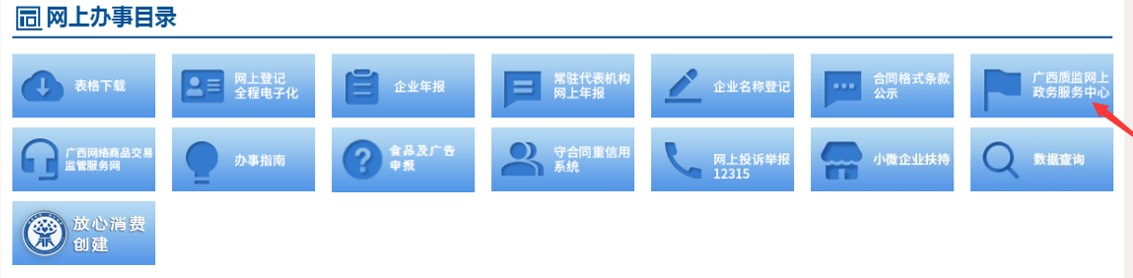 网上办事目录
表格下载
网上登记
全程电子化
企业年报
常驻代表机构
网上年报
企业名称登记
合同格式条款
公示
广西质监网上
政务服务中心
广西网络商品交易
监管服务网
办事指南
食品及广告
申报
守合同重信用
系统
网上投诉举报
12315
小微企业扶持
数据查询
放心消费
创建